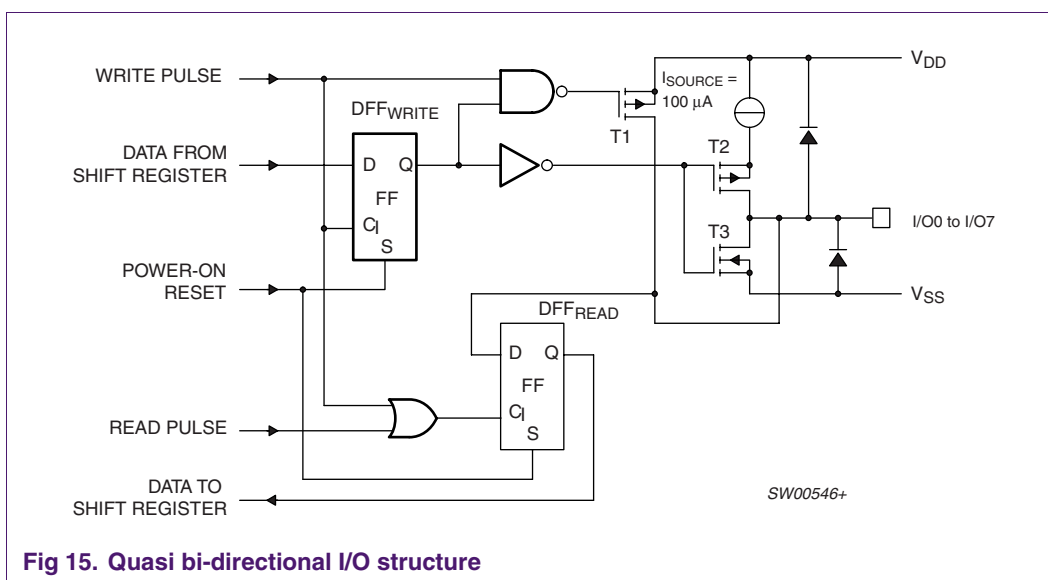 WRITE PULSE
DATA FROM
SHIFT REGISTER
POWER-ON
RESET
READ PULSE
DATA TO
SHIFT REGISTER
DFFWRITE
D Q
FF
CI
S
DFFREAD
D Q
FF
CI
S
ISOURCE =
100 μA
T1
T2
T3
VDD
I/O0 to I/O7
VSS
SW00546+
Fig 15. Quasi bi-directional I/O structure